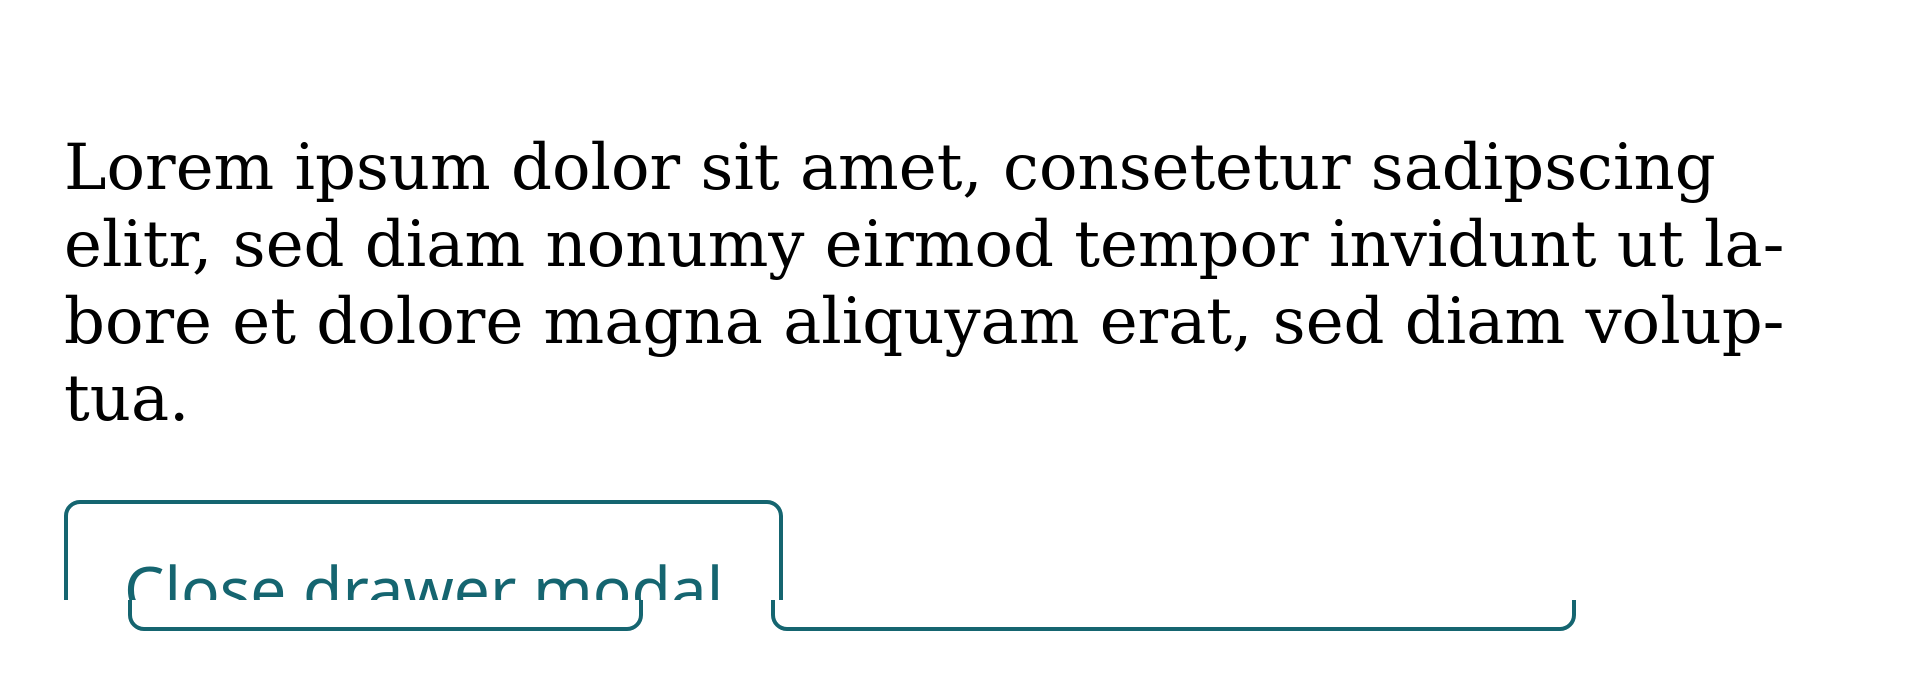 Lorem ipsum dolor sit amet, consetetur sadipscing
elitr, sed diam nonumy eirmod tempor invidunt ut la-
bore et dolore magna aliquyam erat, sed diam volup-
tua.
Close drawer modal